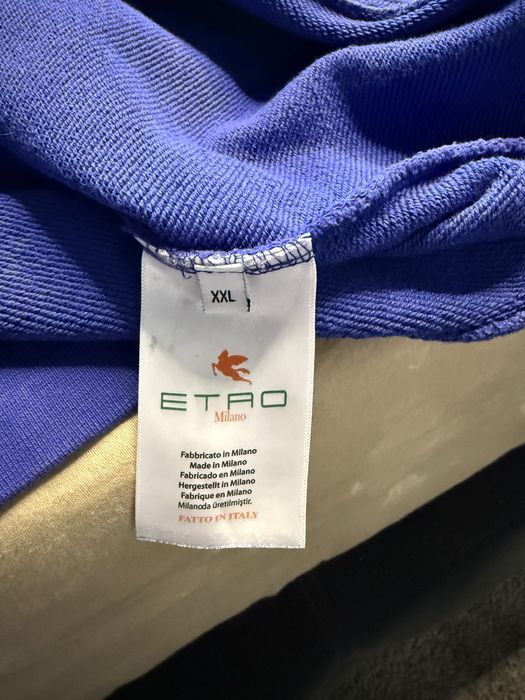 XXL
ETRO
Milano
Fabbricato in Milano
Made in Milano
Fabricado en Milano
Hergestellt in Milano
Fabrique en Milano
Milanoda üretilmiştir.
FATTO IN ITALY